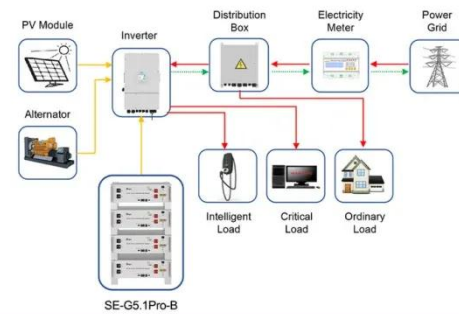 PV Module
Inverter
Distribution
Box
Electricity
Meter
Power
Grid
Alternator
Intelligent
Load
Critical
Load
Ordinary
Load
SE-G5.1Pro-B